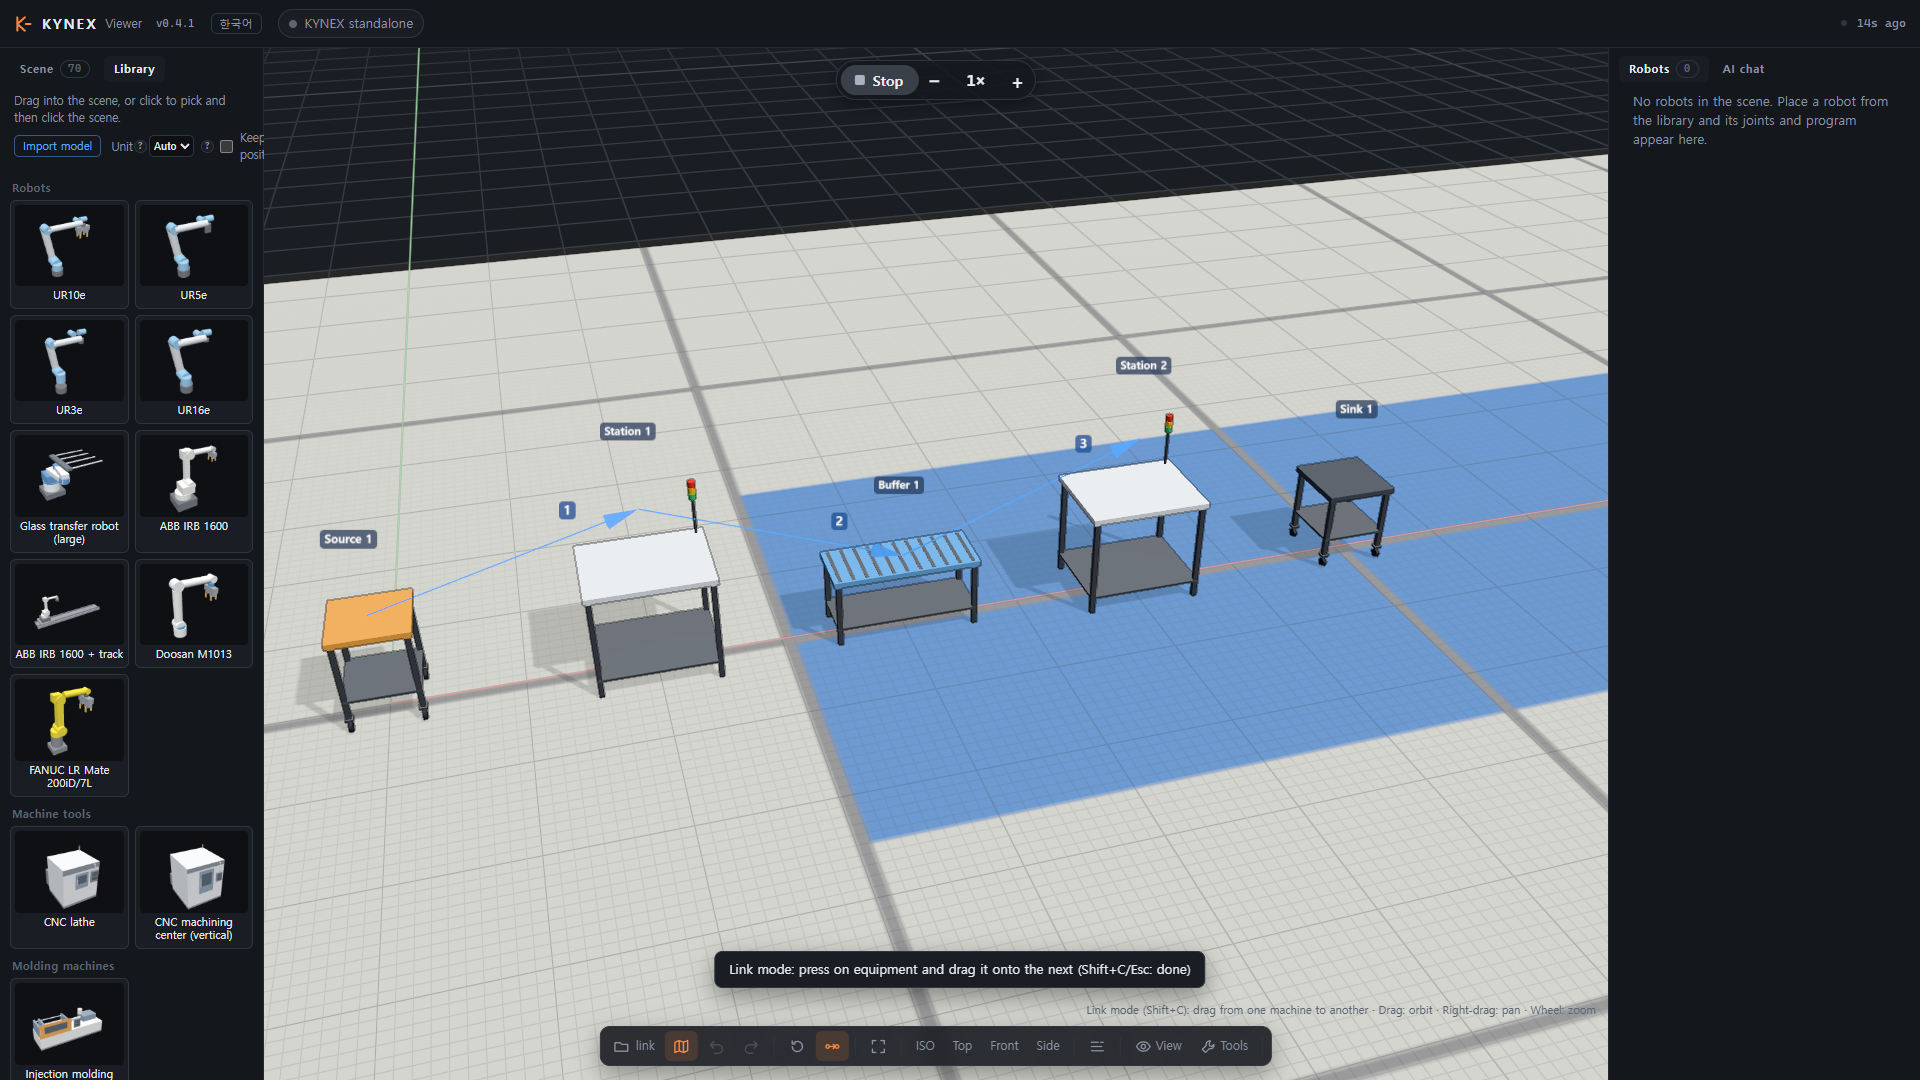 KYNEX Viewer v0.4.1 한국어 KYNEX standalone 14s ago
Scene 70 Library
Drag into the scene, or click to pick and
then click the scene.
Import model Unit ? Auto ? Keep
posit
Robots
UR10e UR5e
UR3e UR16e
Glass transfer robot
(large)
ABB IRB 1600
ABB IRB 1600 + track Doosan M1013
FANUC LR Mate
200iD/7L
Machine tools
CNC lathe
CNC machining
center (vertical)
Molding machines
Injection molding
Stop − 1× +
Station 2
Sink 1
Station 1
3
Buffer 1
1
2
Source 1
Link mode: press on equipment and drag it onto the next (Shift+C/Esc: done)
Link mode (Shift+C): drag from one machine to another · Drag: orbit · Right-drag: pan · Wheel: zoom
link ISO Top Front Side View Tools
Robots 0 AI chat
No robots in the scene. Place a robot from
the library and its joints and program
appear here.